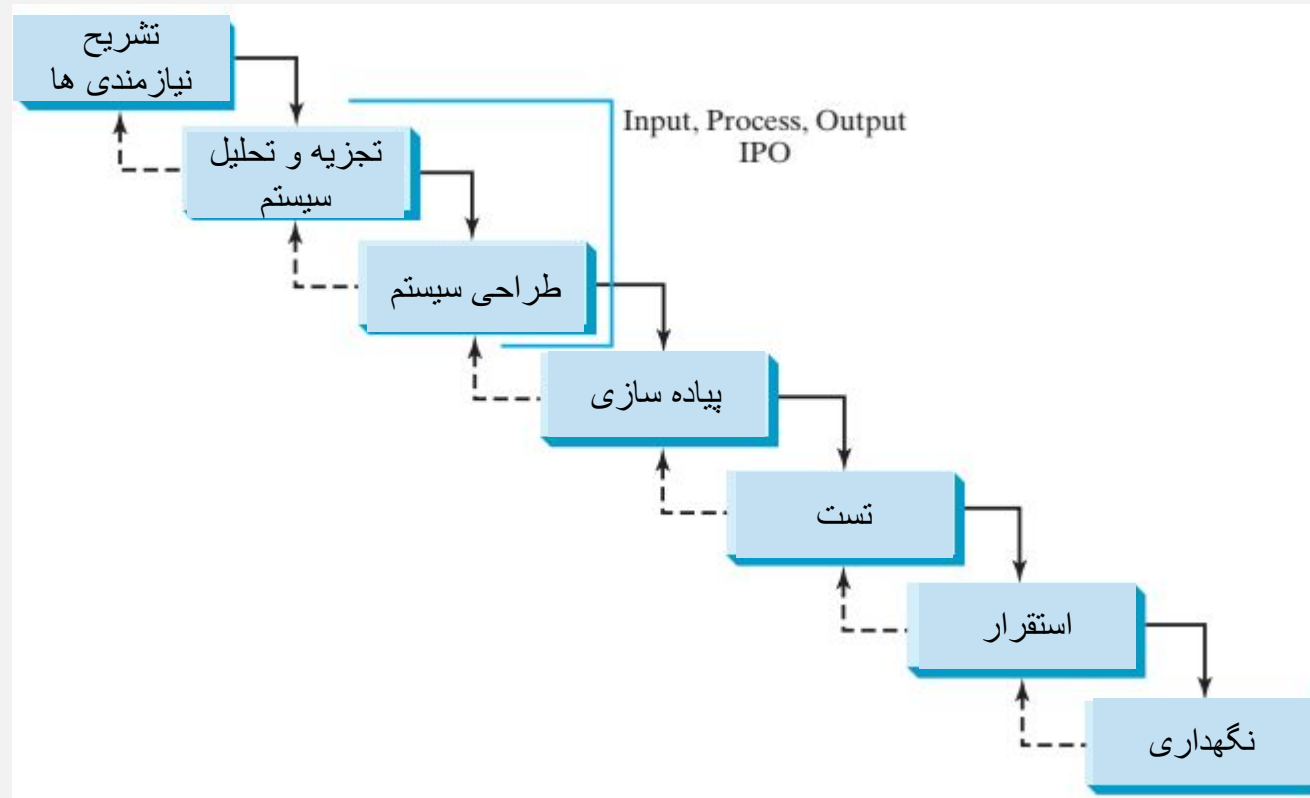 تشریح
نیازمندی ها
Input, Process, Output
IPO
تجزیه و تحلیل
سیستم
طراحی سیستم
پیاده سازی
تست
استقرار
نگهداری